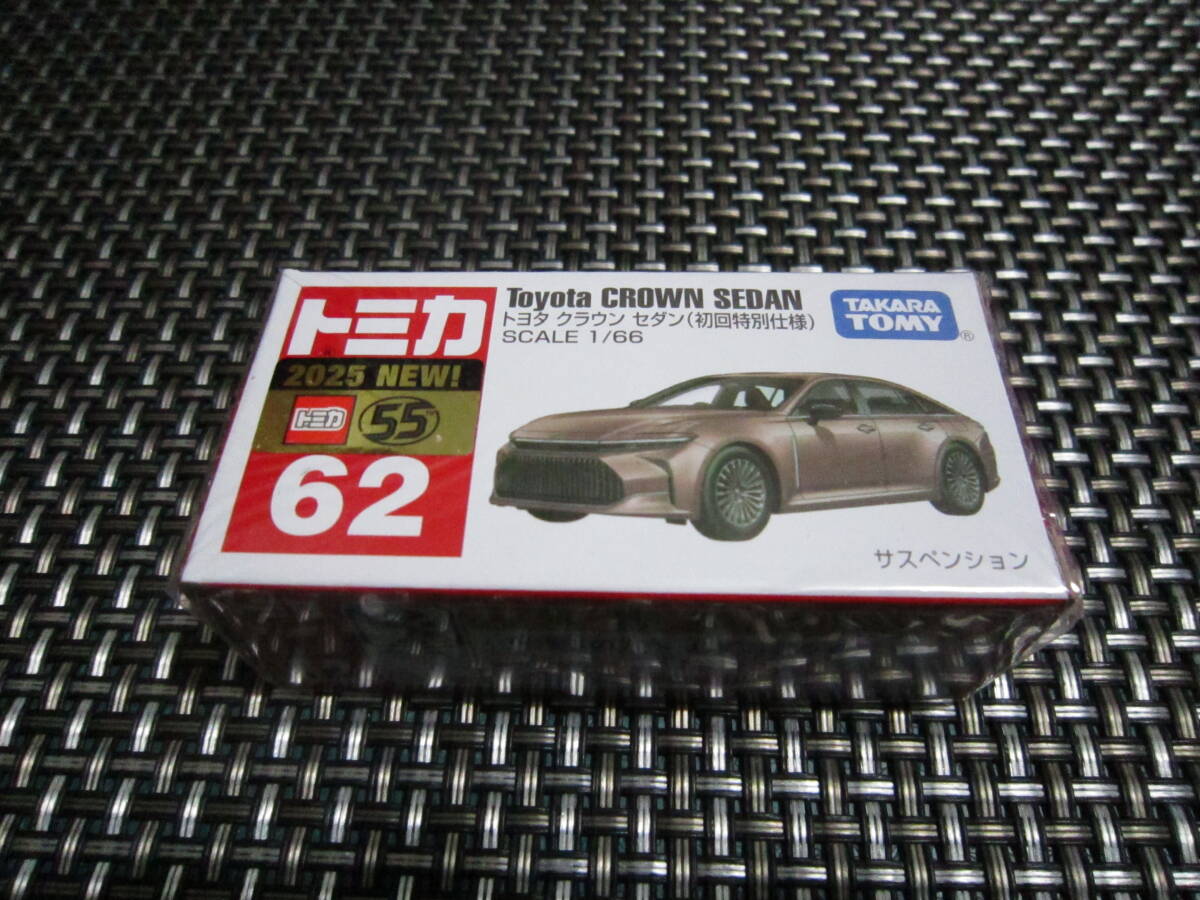 トミカ
2025 NEW!
トミカ 55
62
Toyota CROWN SEDAN
トヨタ クラウン セダン(初回特別仕様)
SCALE 1/66
TAKARA
TOMY
®
サスペンション